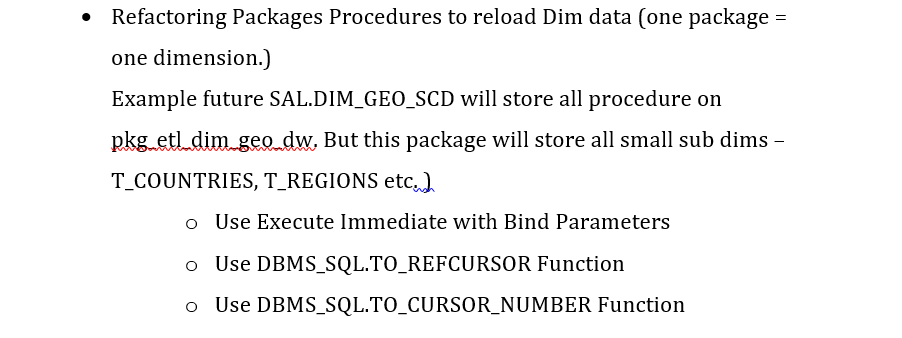 • Refactoring Packages Procedures to reload Dim data (one package =
one dimension.)
Example future SAL.DIM_GEO_SCD will store all procedure on
pkg_etl_dim_geo_dw. But this package will store all small sub dims –
T_COUNTRIES, T_REGIONS etc. )
o Use Execute Immediate with Bind Parameters
o Use DBMS_SQL.TO_REFCURSOR Function
o Use DBMS_SQL.TO_CURSOR_NUMBER Function